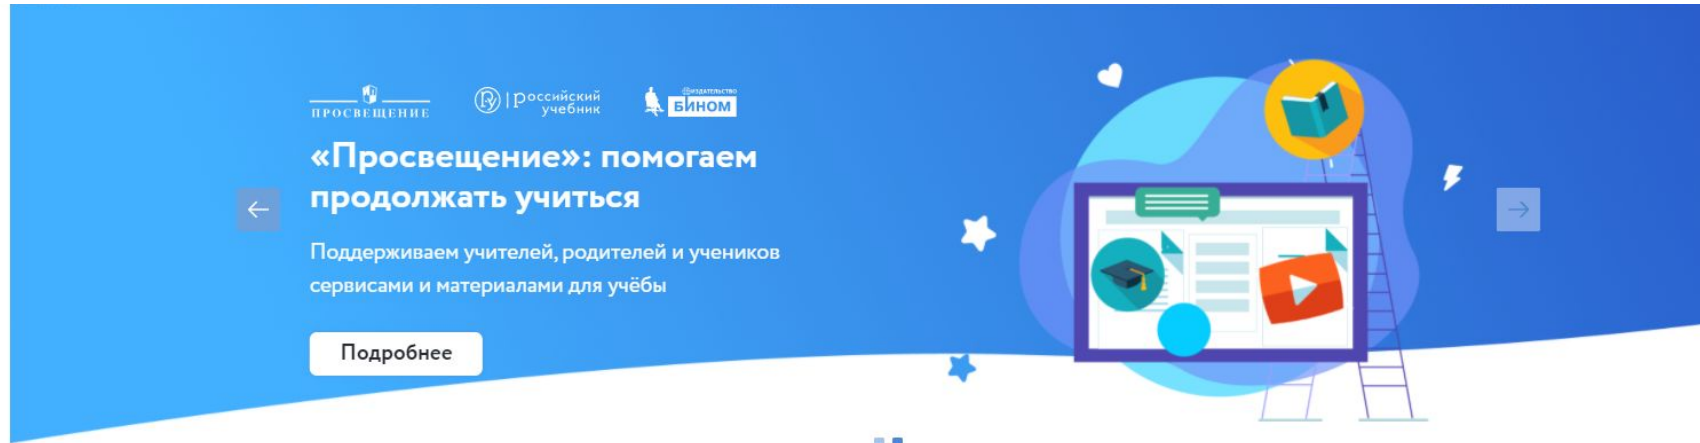 ПРОСВЕЩЕНИЕ
российский
учебник
издательство
БИНОМ
«Просвещение»: помогаем
продолжать учиться
Поддерживаем учителей, родителей и учеников
сервисами и материалами для учёбы
Подробнее